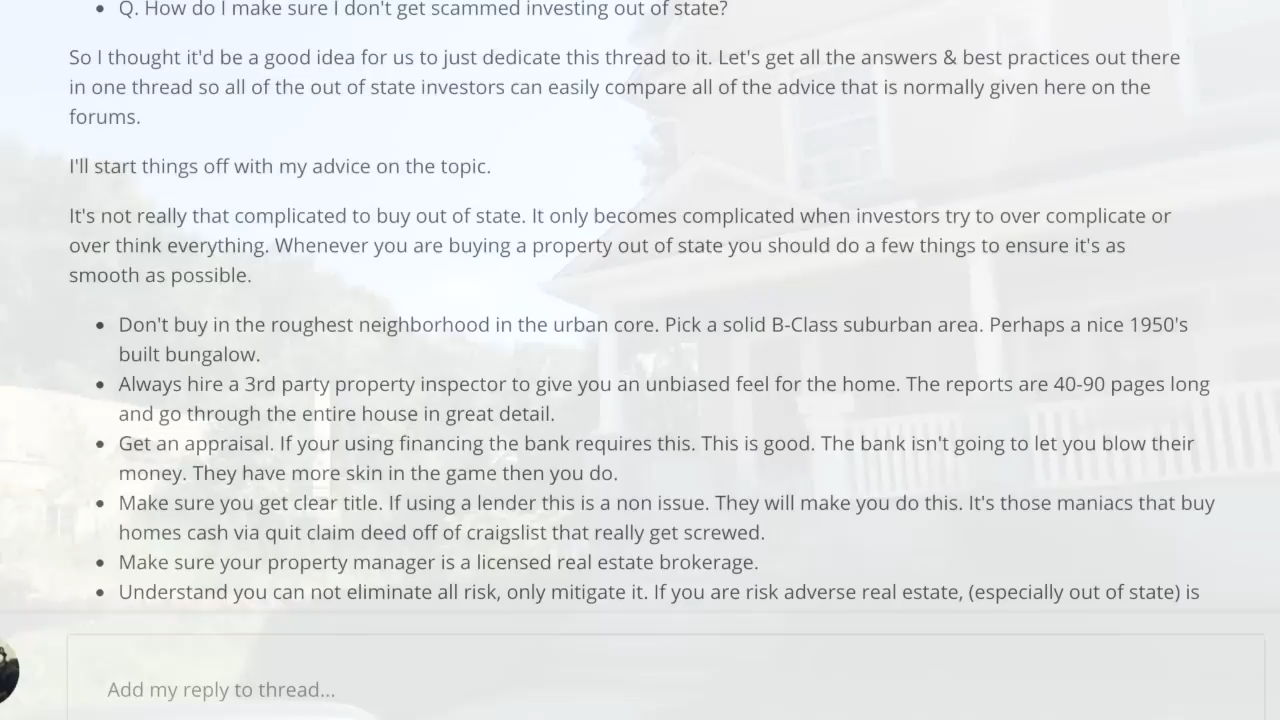 • Q. How do I make sure I don't get scammed investing out of state?
So I thought it'd be a good idea for us to just dedicate this thread to it. Let's get all the answers & best practices out there
in one thread so all of the out of state investors can easily compare all of the advice that is normally given here on the
forums.
I'll start things off with my advice on the topic.
It's not really that complicated to buy out of state. It only becomes complicated when investors try to over complicate or
over think everything. Whenever you are buying a property out of state you should do a few things to ensure it's as
smooth as possible.
• Don't buy in the roughest neighborhood in the urban core. Pick a solid B-Class suburban area. Perhaps a nice 1950's
built bungalow.
• Always hire a 3rd party property inspector to give you an unbiased feel for the home. The reports are 40-90 pages long
and go through the entire house in great detail.
• Get an appraisal. If your using financing the bank requires this. This is good. The bank isn't going to let you blow their
money. They have more skin in the game then you do.
• Make sure you get clear title. If using a lender this is a non issue. They will make you do this. It's those maniacs that buy
homes cash via quit claim deed off of craigslist that really get screwed.
• Make sure your property manager is a licensed real estate brokerage.
• Understand you can not eliminate all risk, only mitigate it. If you are risk adverse real estate, (especially out of state) is
Add my reply to thread...